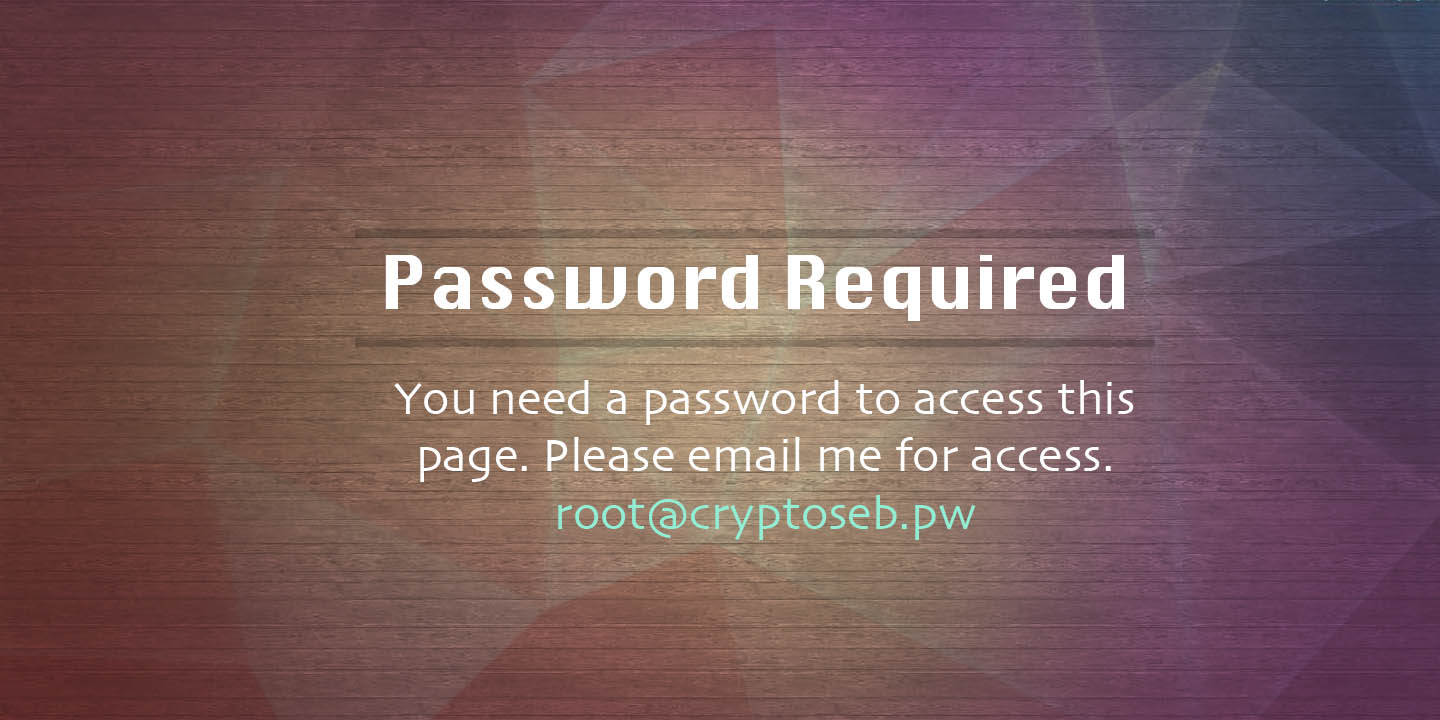 Password Required
You need a password to access this
page. Please email me for access.
root@cryptoseb.pw